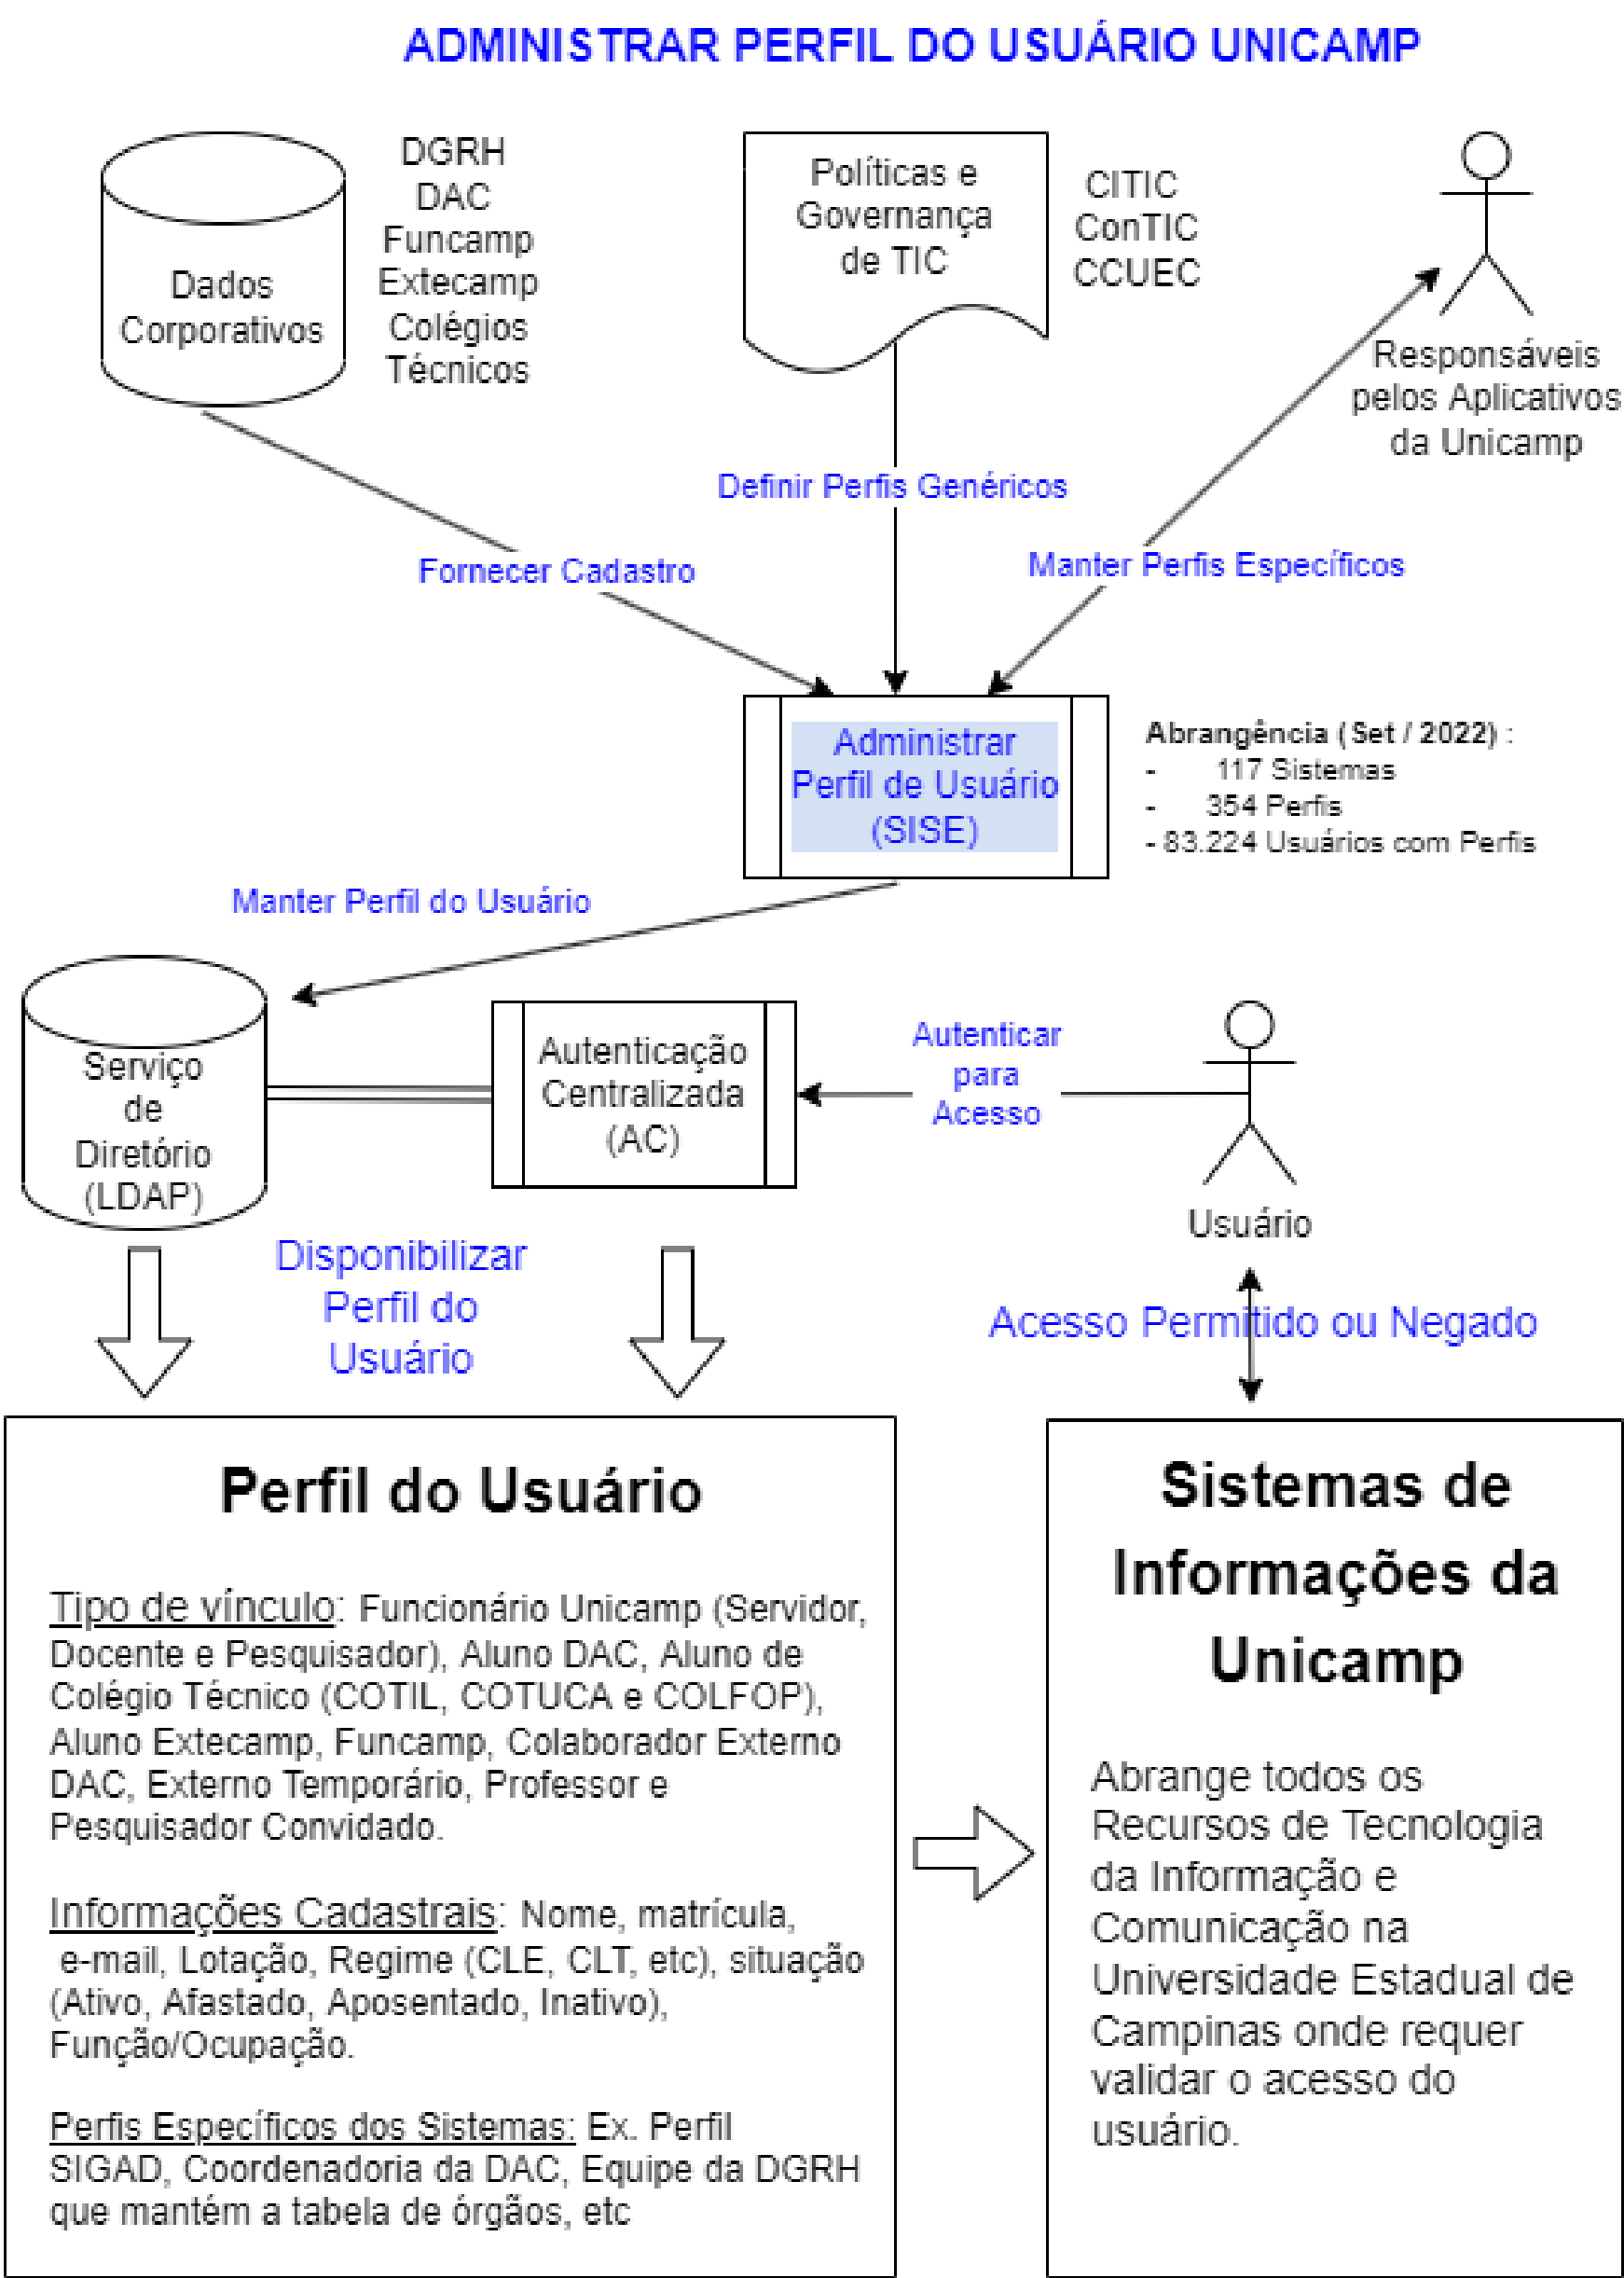 ADMINISTRAR PERFIL DO USUÁRIO UNICAMP
Dados
Corporativos
DGRH
DAC
Funcamp
Extecamp
Colégios
Técnicos
Políticas e
Governança
de TIC
CITIC
ConTIC
CCUEC
Responsáveis
pelos Aplicativos
da Unicamp
Definir Perfis Genéricos
Fornecer Cadastro
Manter Perfis Específicos
Administrar
Perfil de Usuário
(SISE)
Abrangência (Set / 2022) :
- 117 Sistemas
- 354 Perfis
- 83.224 Usuários com Perfis
Manter Perfil do Usuário
Serviço
de
Diretório
(LDAP)
Autenticação
Centralizada
(AC)
Autenticar
para
Acesso
Usuário
Disponibilizar
Perfil do
Usuário
Acesso Permitido ou Negado
Perfil do Usuário
Tipo de vínculo: Funcionário Unicamp (Servidor,
Docente e Pesquisador), Aluno DAC, Aluno de
Colégio Técnico (COTIL, COTUCA e COLFOP),
Aluno Extecamp, Funcamp, Colaborador Externo
DAC, Externo Temporário, Professor e
Pesquisador Convidado.
Informações Cadastrais: Nome, matrícula,
e-mail, Lotação, Regime (CLE, CLT, etc), situação
(Ativo, Afastado, Aposentado, Inativo),
Função/Ocupação.
Perfis Específicos dos Sistemas: Ex. Perfil
SIGAD, Coordenadoria da DAC, Equipe da DGRH
que mantém a tabela de órgãos, etc
Sistemas de
Informações da
Unicamp
Abrange todos os
Recursos de Tecnologia
da Informação e
Comunicação na
Universidade Estadual de
Campinas onde requer
validar o acesso do
usuário.